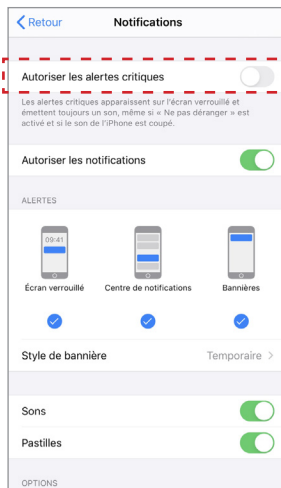 Retour
Notifications
Autoriser les alertes critiques
Les alertes critiques apparaissent sur l'écran verrouillé et
émettent toujours un son, même si « Ne pas déranger » est
activé et si le son de l'iPhone est coupé.
Autoriser les notifications
ALERTES
09:41
Écran verrouillé
Centre de notifications
Bannières
Style de bannière
Temporaire
Sons
Pastilles
OPTIONS